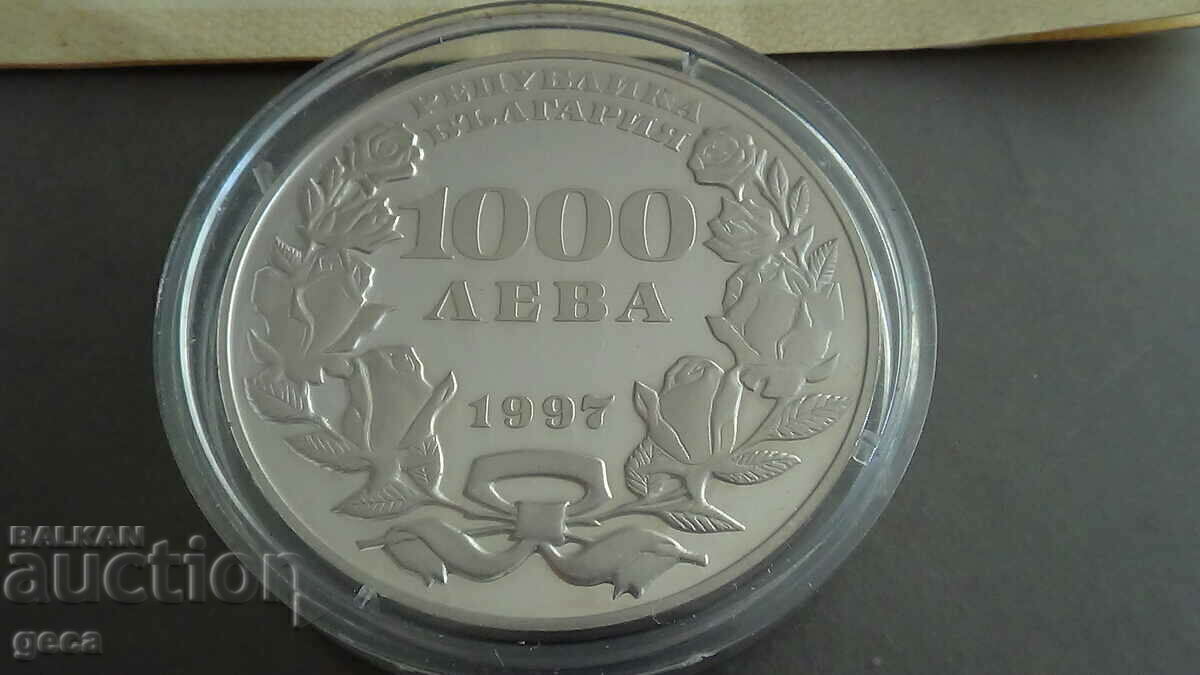 РЕПУБЛИКА
БЪЛГАРИЯ
1000
ЛЕВА
1997
BALKAN
auction
geca